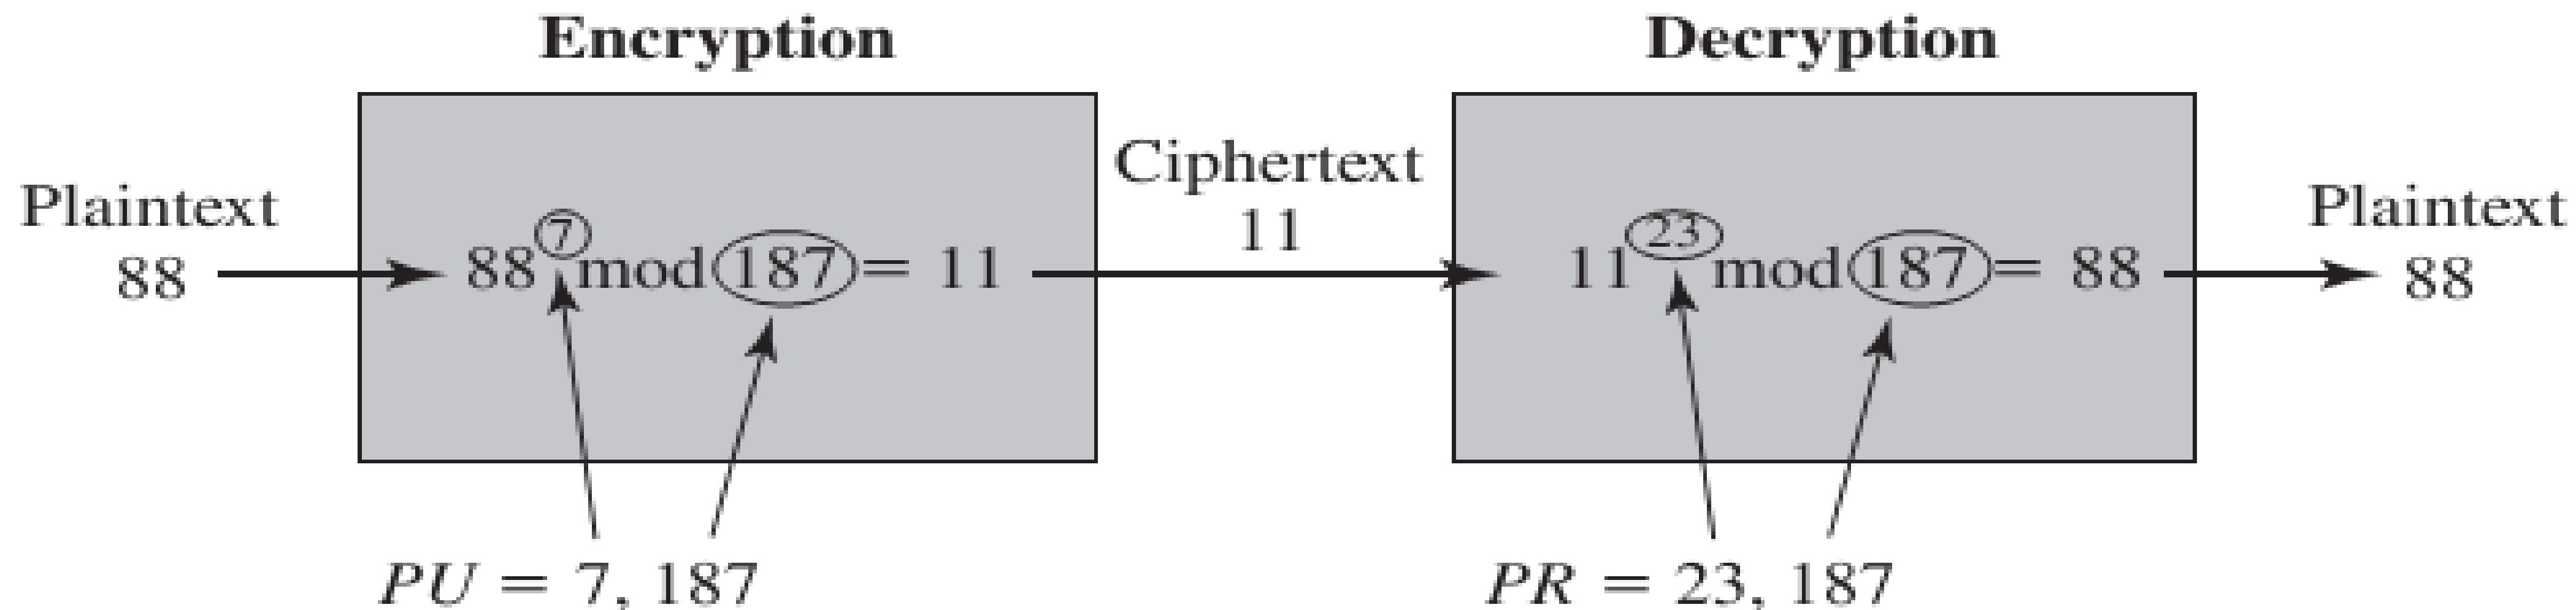 Encryption
Decryption
Plaintext
88
88^7 mod 187 = 11
Ciphertext
11
11^23 mod 187 = 88
Plaintext
88
PU = 7, 187
PR = 23, 187